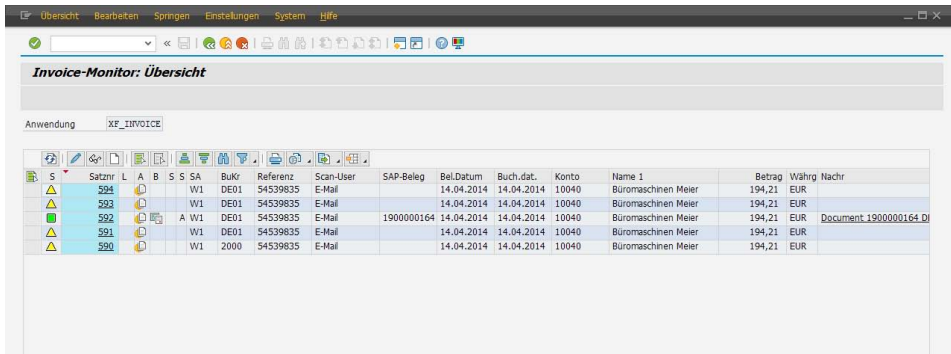 Übersicht Bearbeiten Springen Einstellungen System Hilfe
Invoice-Monitor: Übersicht
Anwendung XF_INVOICE
S Satznr L A B S S SA BuKr Referenz Scan-User SAP-Beleg Bel.Datum Buch.dat. Konto Name 1 Betrag Währg Nachr
594 W1 DE01 54539835 E-Mail 14.04.2014 14.04.2014 10040 Büromaschinen Meier 194,21 EUR
593 W1 DE01 54539835 E-Mail 14.04.2014 14.04.2014 10040 Büromaschinen Meier 194,21 EUR
592 A W1 DE01 54539835 E-Mail 1900000164 14.04.2014 14.04.2014 10040 Büromaschinen Meier 194,21 EUR Document 1900000164 DI
591 W1 DE01 54539835 E-Mail 14.04.2014 14.04.2014 10040 Büromaschinen Meier 194,21 EUR
590 W1 2000 54539835 E-Mail 14.04.2014 14.04.2014 10040 Büromaschinen Meier 194,21 EUR